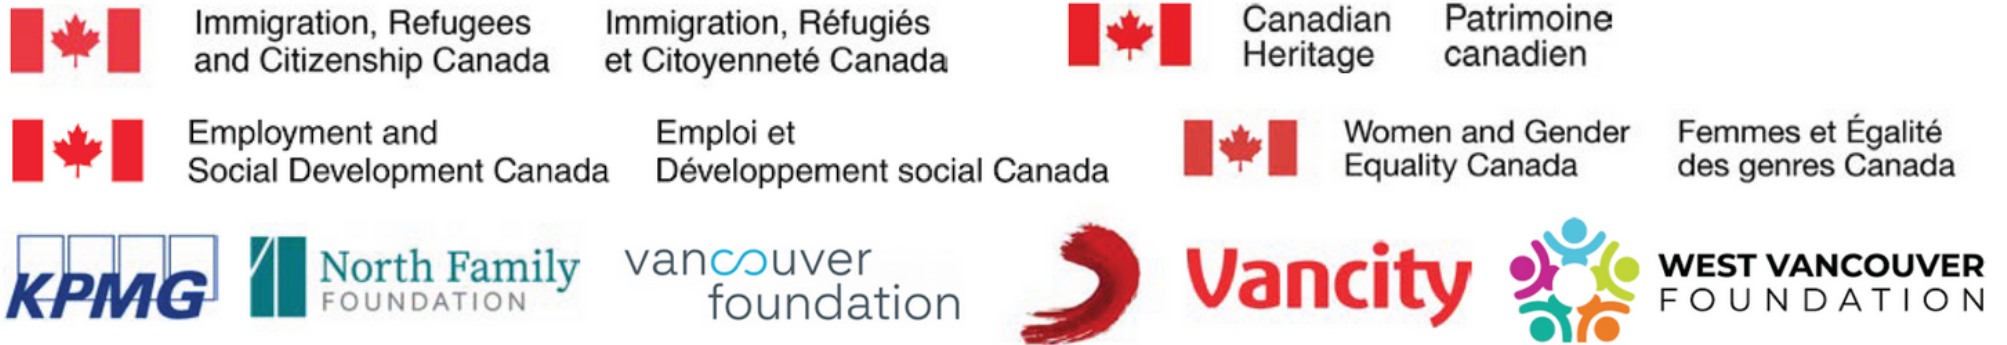 Immigration, Refugees
and Citizenship Canada
Immigration, Réfugiés
et Citoyenneté Canada
Canadian
Heritage
Patrimoine
canadien
Employment and
Social Development Canada
Emploi et
Développement social Canada
Women and Gender
Equality Canada
Femmes et Égalité
des genres Canada
KPMG
North Family
FOUNDATION
vancouver
foundation
Vancity
WEST VANCOUVER
FOUNDATION